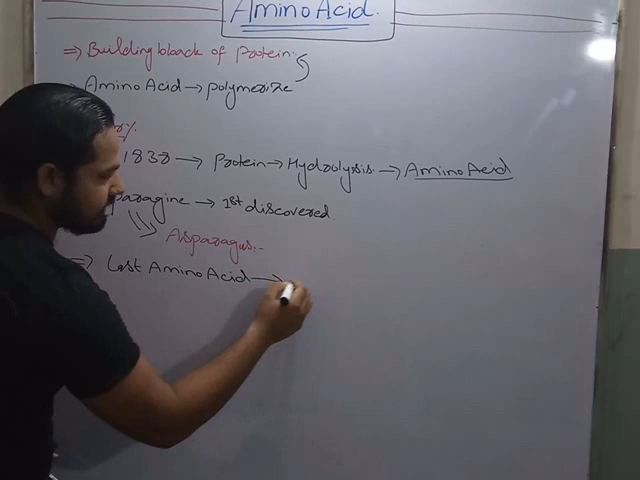 Amino Acid.
⇒ Building block of Protein.
Amino Acid → polymerize
1838 → Protein → Hydrolysis → Amino Acid
paragine → 1st discovered.
Asparagus.
⇒ Last Amino Acid →